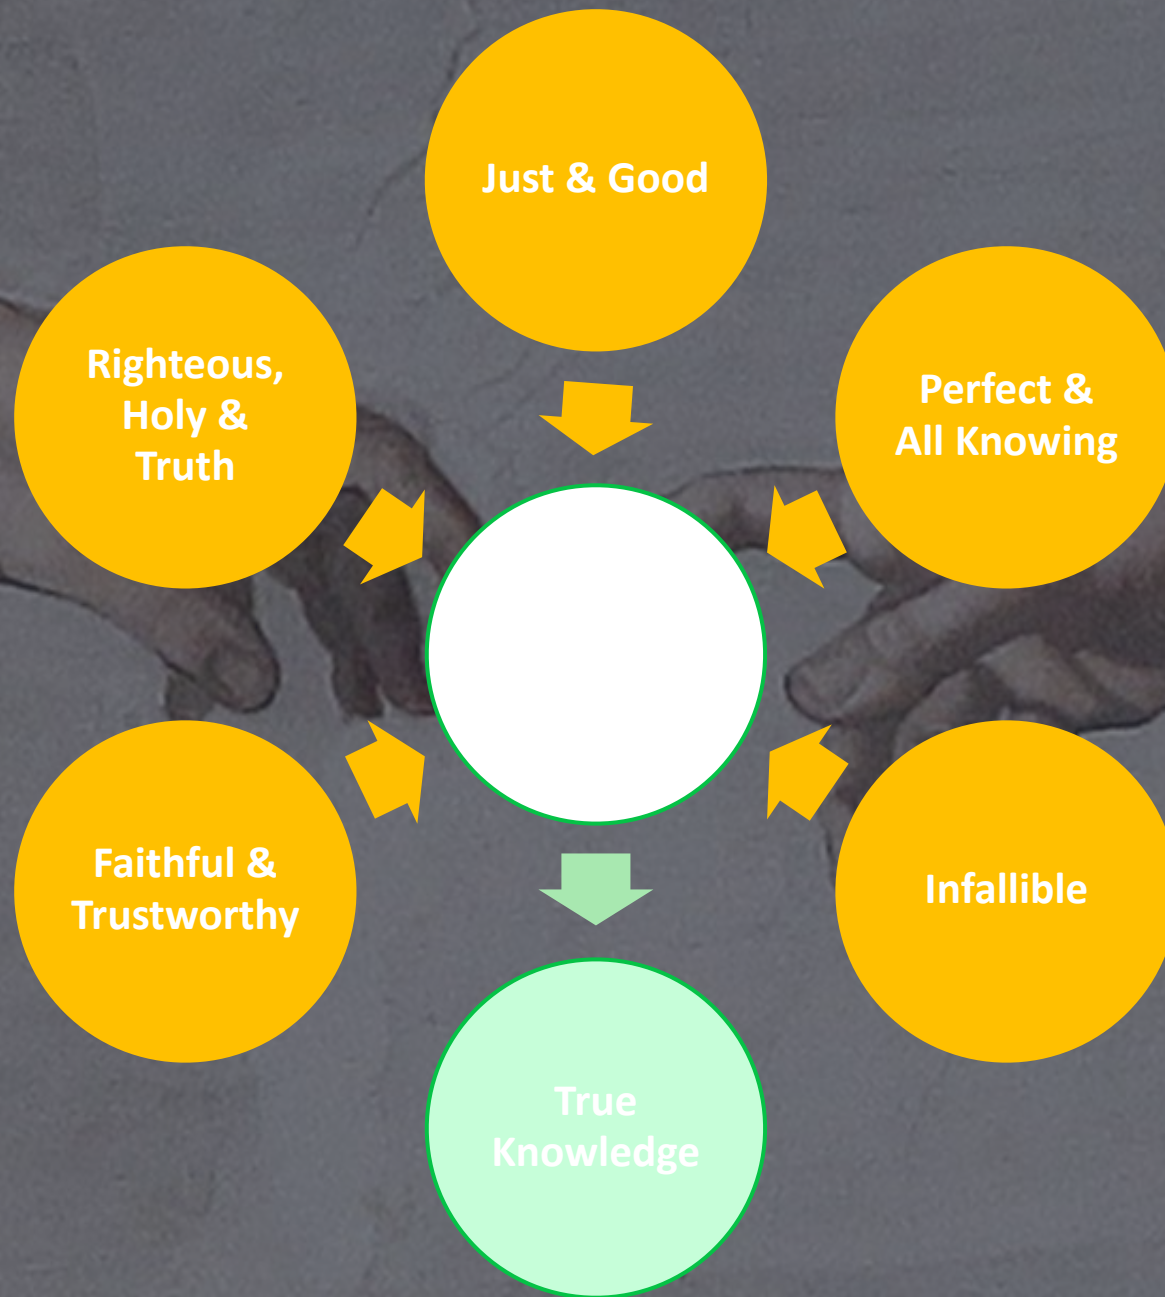 Just & Good
Righteous,
Holy &
Truth
Perfect &
All Knowing
Faithful &
Trustworthy
Infallible
True
Knowledge